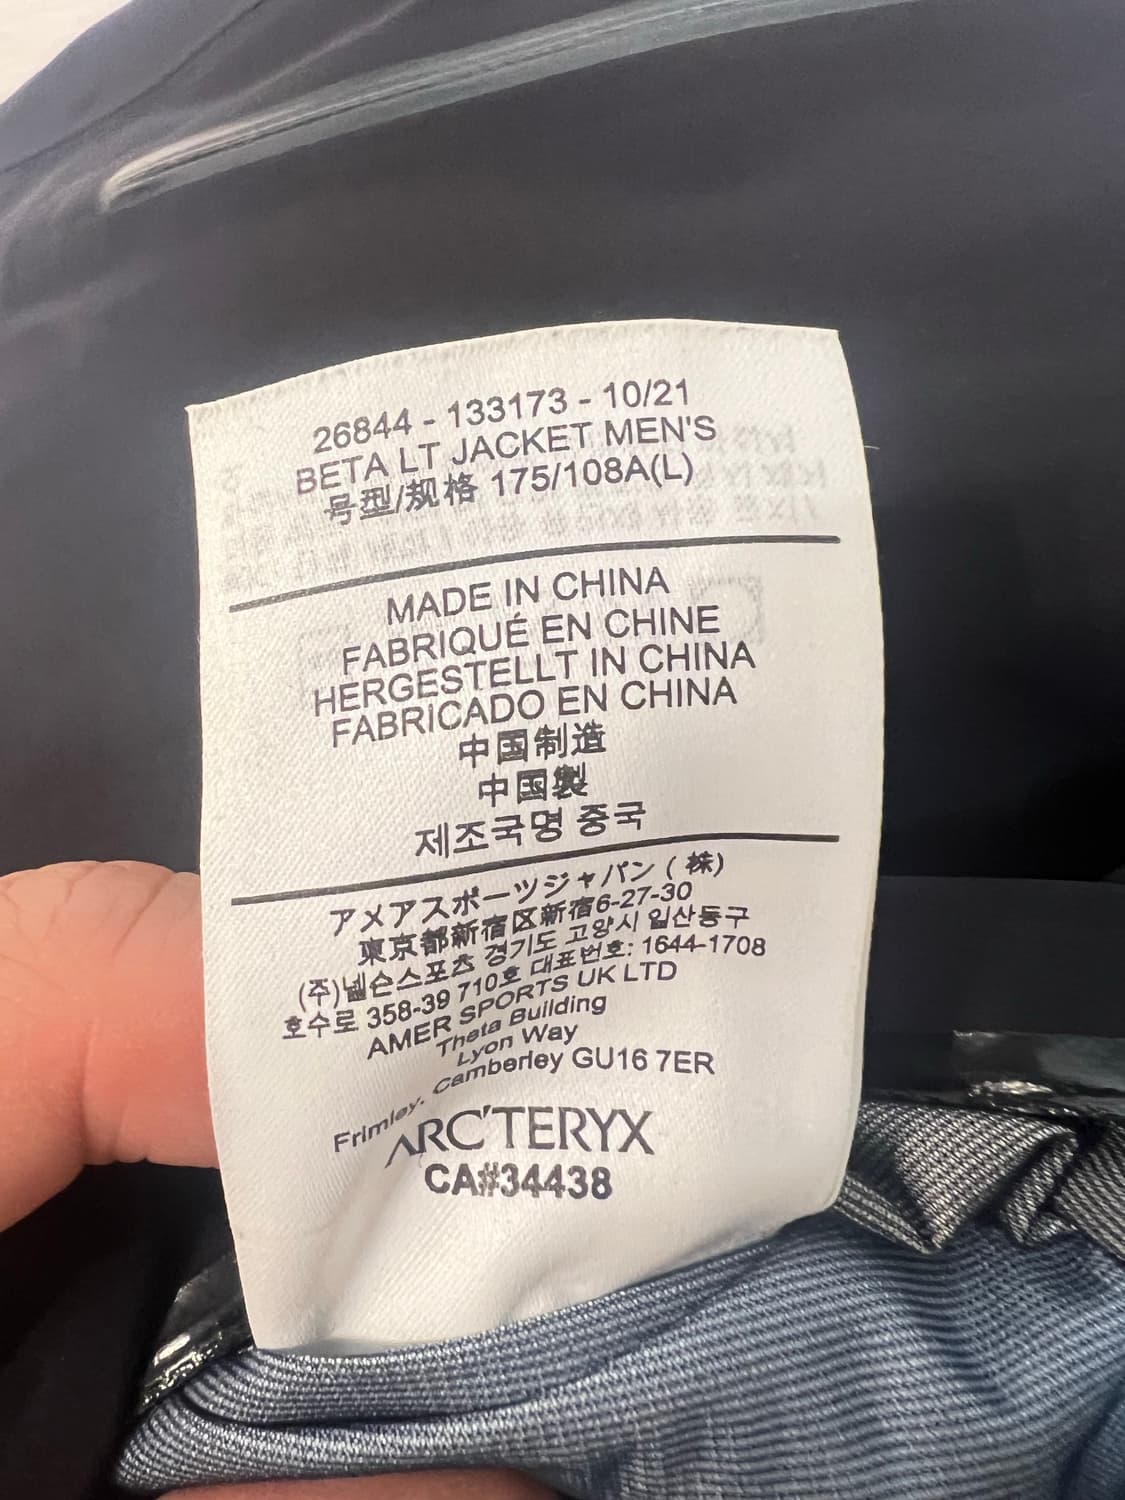 26844 - 133173 - 10/21
BETA LT JACKET MEN'S
号型/规格 175/108A(L)
MADE IN CHINA
FABRIQUÉ EN CHINE
HERGESTELLT IN CHINA
FABRICADO EN CHINA
中国制造
中国製
제조국명 중국
アメアスポーツジャパン ( 株)
東京都新宿区新宿6-27-30
(주)넬슨스포츠 경기도 고양시 일산동구
호수로 358-39 710호 대표번호: 1644-1708
AMER SPORTS UK LTD
Theta Building
Lyon Way
Frimley. Camberley GU16 7ER
ARC'TERYX
CA#34438